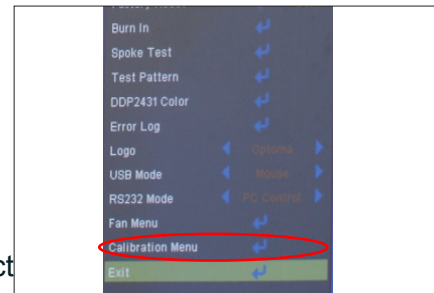 Burn In
Spoke Test
Test Pattern
DDP2431 Color
Error Log
Logo Optoma
USB Mode Mouse
RS232 Mode PC Control
Fan Menu
Calibration Menu
Exit
ct